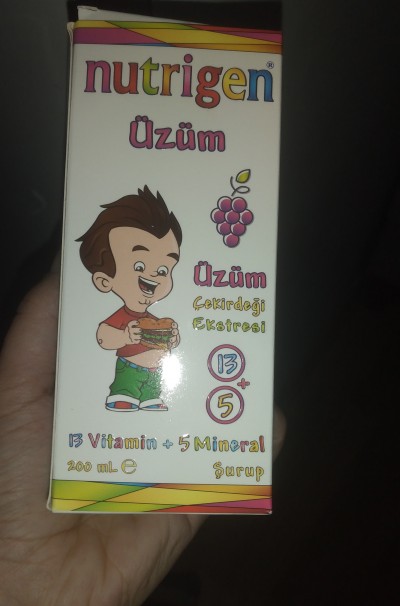 nutrigen®
Üzüm
Üzüm
Çekirdeği
Ekstresi
13
+
5
13 Vitamin + 5 Mineral
200 mL ℮
Şurup